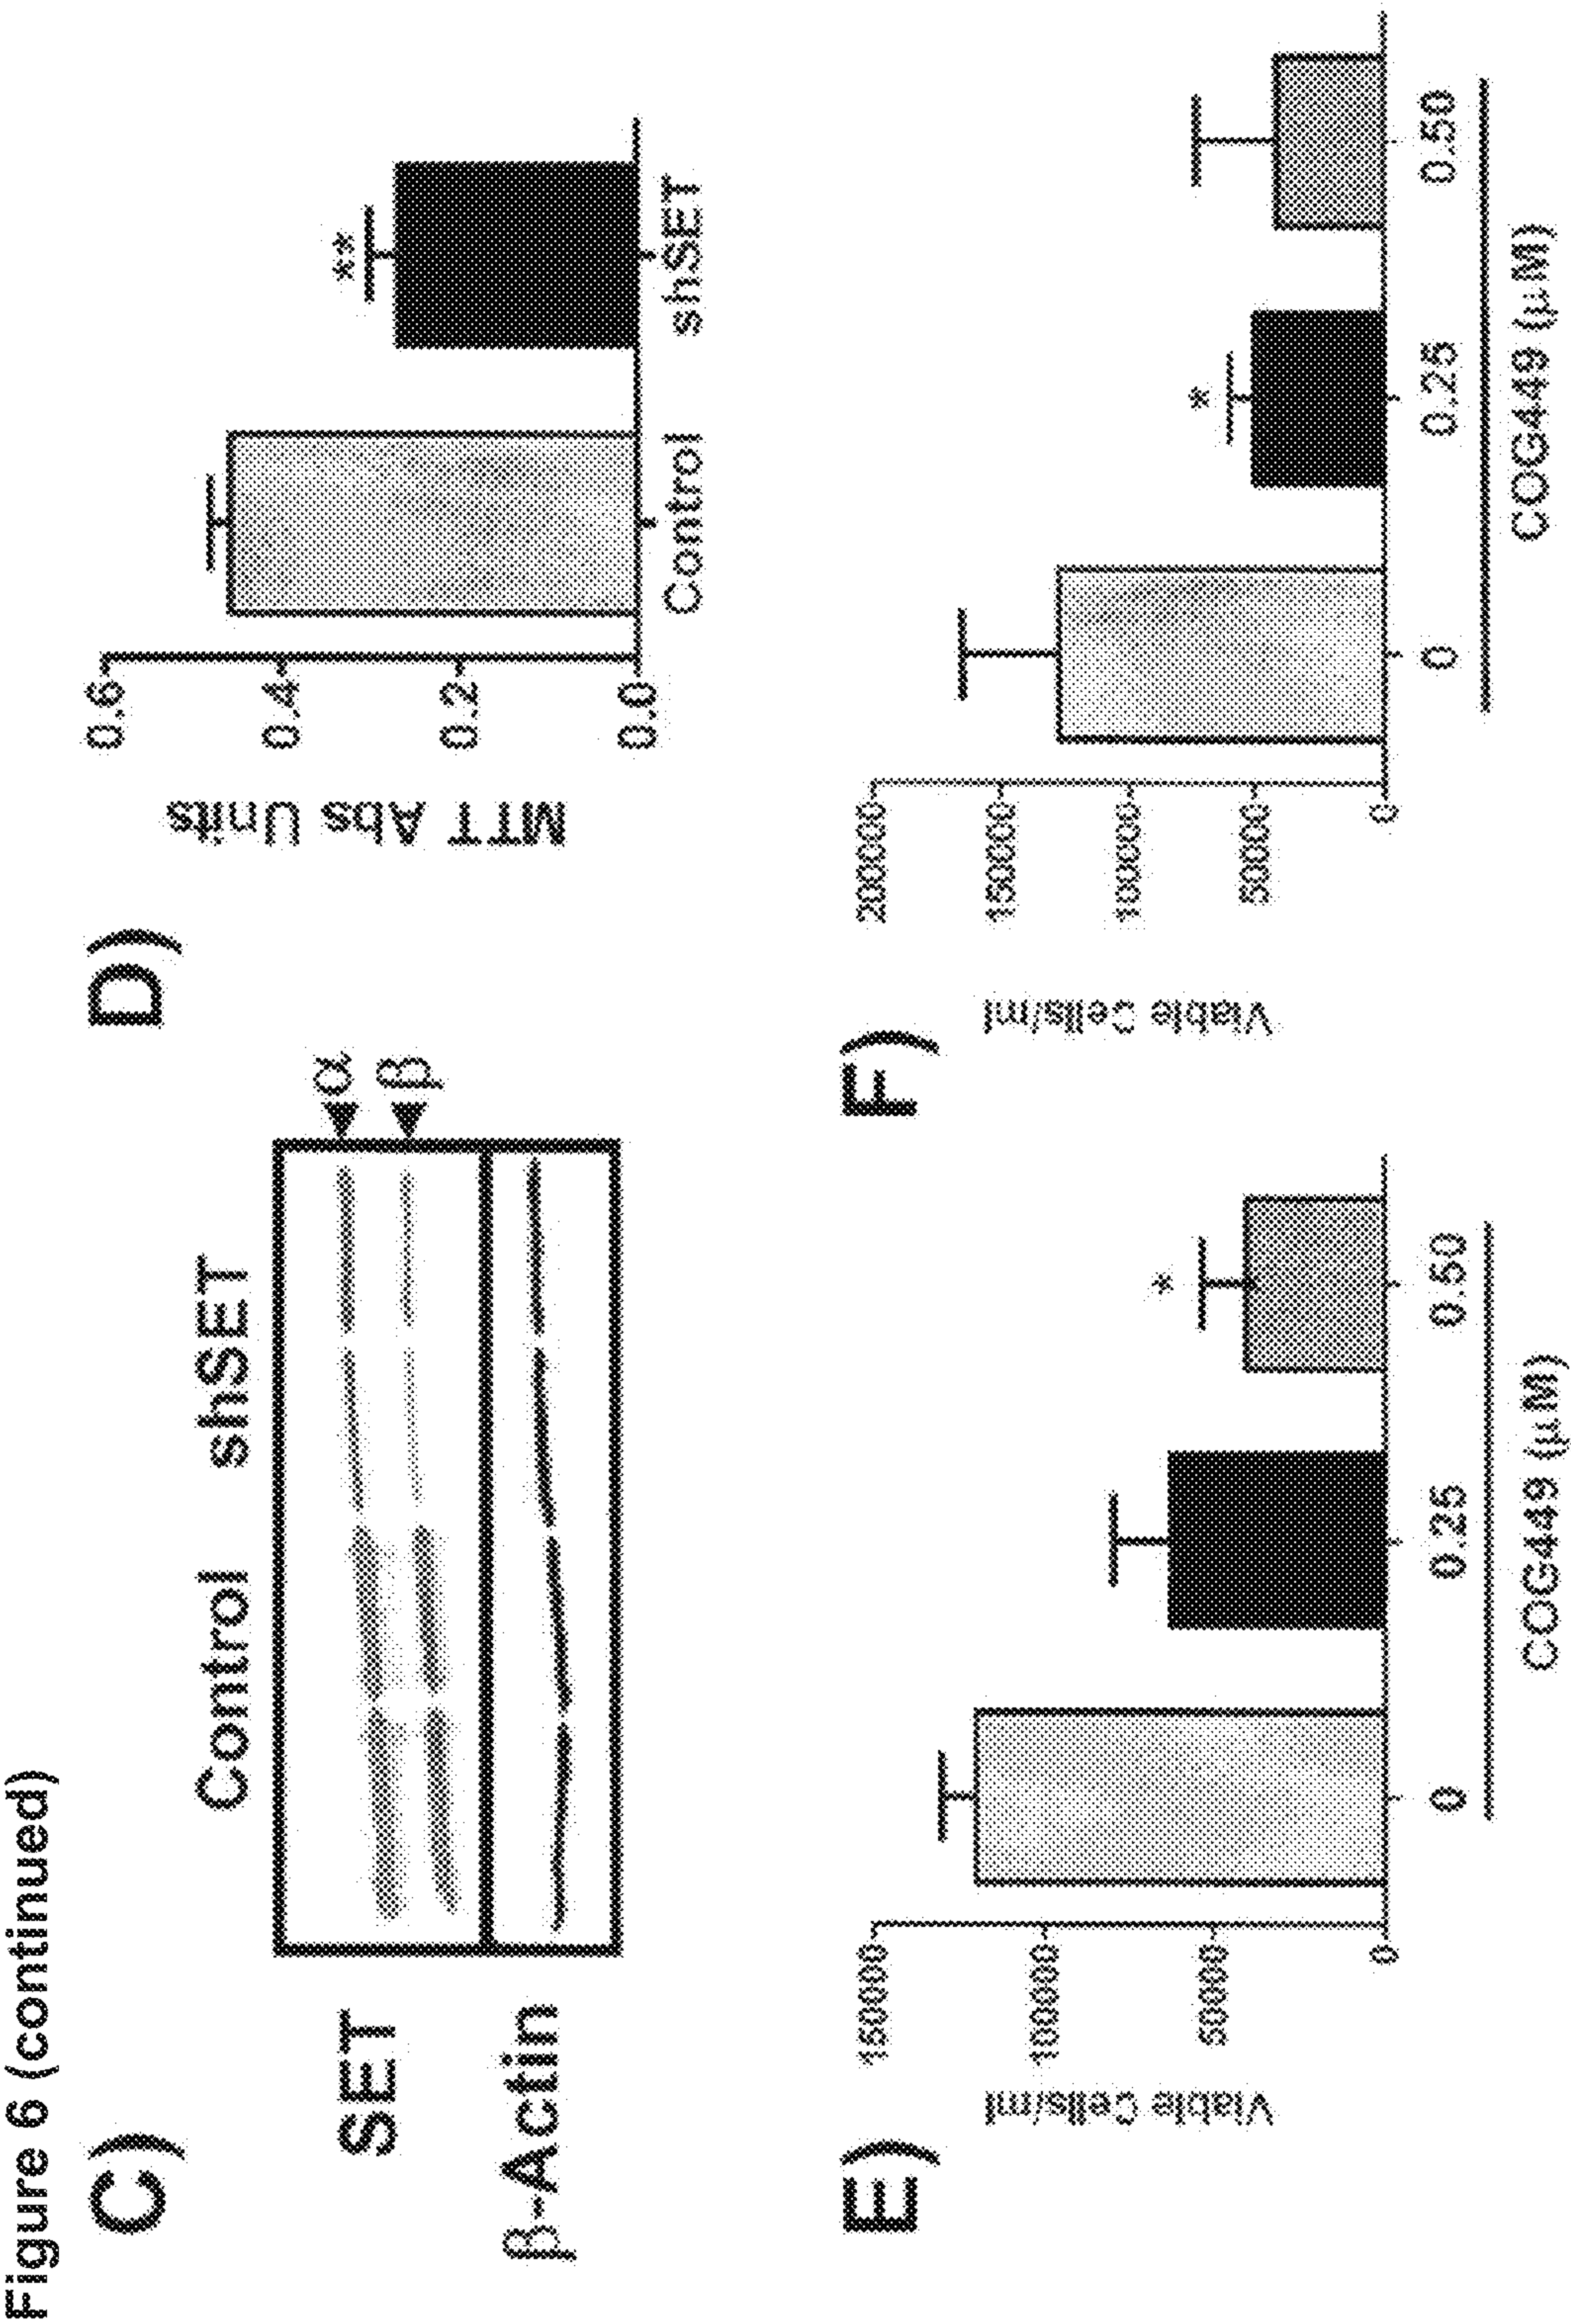 Figure 6 (continued)
C)
Control shSET
SET
α
β
β-Actin
D)
MTT Abs Units
0.6
0.4
0.2
0.0
Control shSET
**
E)
Viable Cells/ml
150000
100000
50000
0
*
0 0.25 0.50
COG449 (μM)
F)
Viable Cells/ml
200000
150000
100000
50000
0
*
0 0.25 0.50
COG449 (μM)